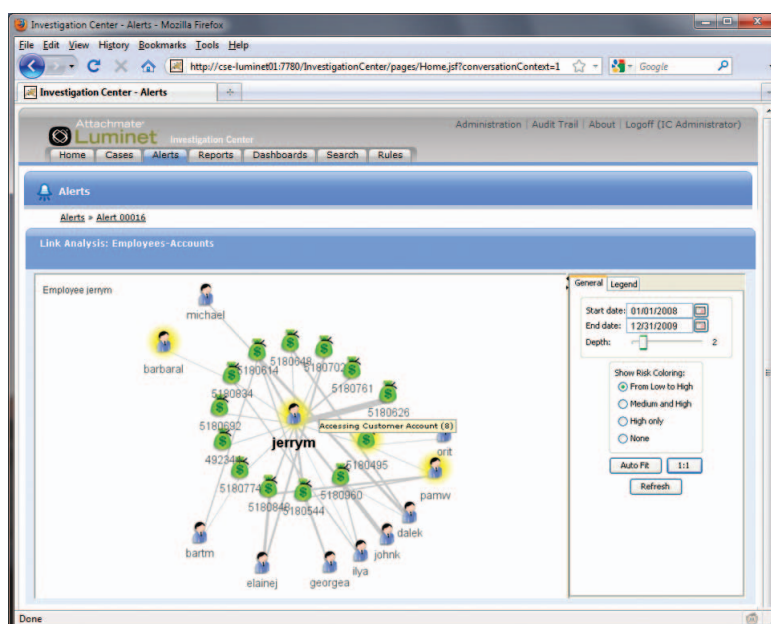 Investigation Center - Alerts - Mozilla Firefox
File Edit View History Bookmarks Tools Help
http://cse-luminet01:7780/InvestigationCenter/pages/Home.jsf?conversationContext=1
Google
Investigation Center - Alerts
Attachmate
Luminet Investigation Center
Administration | Audit Trail | About | Logoff (IC Administrator)
Home Cases Alerts Reports Dashboards Search Rules
Alerts
Alerts » Alert 00016
Link Analysis: Employees-Accounts
Employee jerrym
michael
barbaral
5180614
5180648
5180702
5180834
5180761
5180626
5180692
Accessing Customer Account (8)
jerrym
orit
5180495
5180774
5180960
pamw
5180848
5180544
dalek
bartm
johnk
ilya
elainej
georgea
General Legend
Start date: 01/01/2008
End date: 12/31/2009
Depth: 2
Show Risk Coloring:
From Low to High
Medium and High
High only
None
Auto Fit 1:1
Refresh
Done